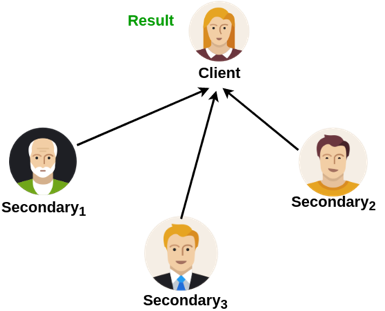 Result
Client
Secondary₁
Secondary₂
Secondary₃